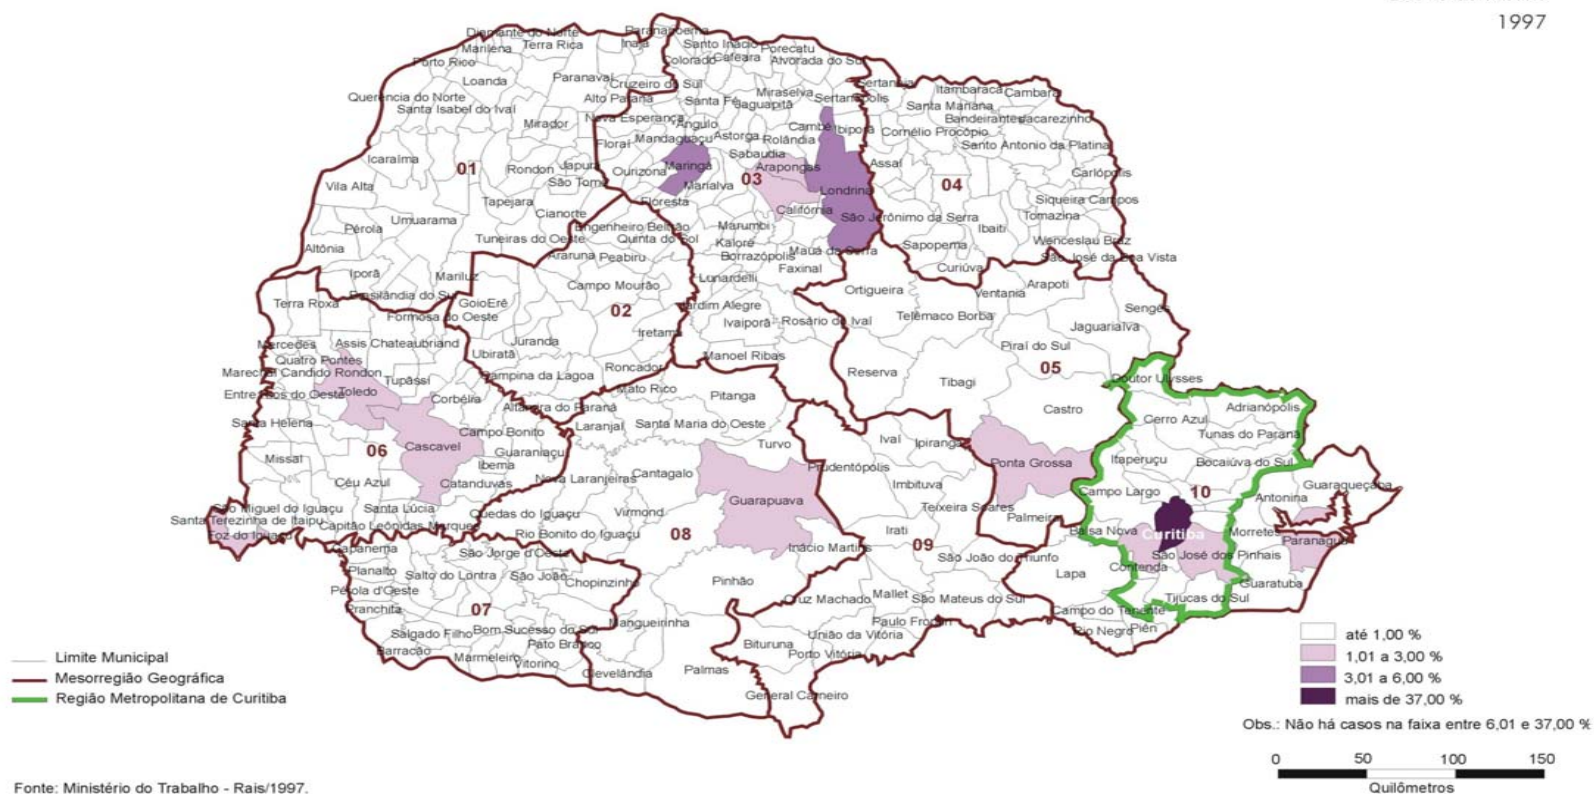 1997
Diamante do Norte
Marilena
Terra Rica
Porto Rico
Loanda
Paranavaí
Querência do Norte
Santa Isabel do Ivaí
Mirador
Icaraíma
01
Rondon
Japurá
São Tomé
Vila Alta
Tapejara
Cianorte
Umuarama
Pérola
Tuneiras do Oeste
Altônia
Iporã
Mariluz
Brasilândia do Sul
Inajá
Cruzeiro do Sul
Alto Paraná
Santo Inácio
Porecatu
Colorado
Cafeara
Alvorada do Sul
Miraselva
Santa Fé
Jaguapitã
Sertanópolis
Nova Esperança
Ângulo
Cambé
Ibiporã
Floraí
Mandaguaçu
Astorga
Rolândia
Sabaudia
Maringá
Arapongas
Ourizona
03
Marialva
Londrina
Floresta
Califórnia
Marumbi
Kaloré
Borrazópolis
Mauá da Serra
Faxinal
Lunardelli
Jardim Alegre
Ivaiporã
Rosário do Ivaí
Manoel Ribas
Sertaneja
Itambaraca
Cambará
Santa Mariana
Bandeirantes
Jacarezinho
Cornélio Procópio
Santo Antonio da Platina
Assaí
Carlópolis
04
Siqueira Campos
São Jerônimo da Serra
Tomazina
Ibaiti
Sapopema
Wenceslau Braz
Curiúva
São José da Boa Vista
Engenheiro Beltrão
Quinta do Sol
Araruna
Peabiru
Campo Mourão
02
GoioErê
Iretama
Juranda
Ubiratã
Roncador
Campina da Lagoa
Altamira do Paraná
Ortigueira
Arapoti
Ventania
Sengés
Telêmaco Borba
Jaguariaíva
Piraí do Sul
05
Reserva
Tibagi
Castro
Ponta Grossa
Palmeira
Terra Roxa
Formosa do Oeste
Mercedes
Assis Chateaubriand
Quatro Pontes
Marechal Candido Rondon
Tupãssi
Entre Rios do Oeste
Toledo
Corbélia
Santa Helena
Cascavel
Campo Bonito
06
Guaraniaçu
Missal
Ibema
Céu Azul
Catanduvas
São Miguel do Iguaçu
Santa Lúcia
Santa Terezinha de Itaipu
Capitão Leônidas Marques
Foz do Iguaçu
Mato Rico
Pitanga
Laranjal
Santa Maria do Oeste
Turvo
Cantagalo
Nova Laranjeiras
Guarapuava
Quedas do Iguaçu
Virmond
Rio Bonito do Iguaçu
08
Inácio Martins
Pinhão
Mangueirinha
Palmas
Clevelândia
Capanema
São Jorge d'Oeste
Planalto
Salto do Lontra
São João
Chopinzinho
Pérola d'Oeste
Pranchita
07
Salgado Filho
Bom Sucesso do Sul
Barracão
Pato Branco
Marmeleiro
Vitorino
Ivaí
Ipiranga
Prudentópolis
Imbituva
Teixeira Soares
Irati
09
São João do Triunfo
Cruz Machado
Mallet
São Mateus do Sul
Paulo Frontin
União da Vitória
Bituruna
Porto Vitória
General Carneiro
Doutor Ulysses
Adrianópolis
Cerro Azul
Tunas do Paraná
Itaperuçu
Bocaiúva do Sul
Campo Largo
10
Guaraqueçaba
Antonina
Balsa Nova
Curitiba
Morretes
Paranaguá
São José dos Pinhais
Contenda
Lapa
Guaratuba
Tijucas do Sul
Campo do Tenente
Rio Negro
Piên
Limite Municipal
Mesorregião Geográfica
Região Metropolitana de Curitiba
até 1,00 %
1,01 a 3,00 %
3,01 a 6,00 %
mais de 37,00 %
Obs.: Não há casos na faixa entre 6,01 e 37,00 %
0 50 100 150
Quilômetros
Fonte: Ministério do Trabalho - Rais/1997.